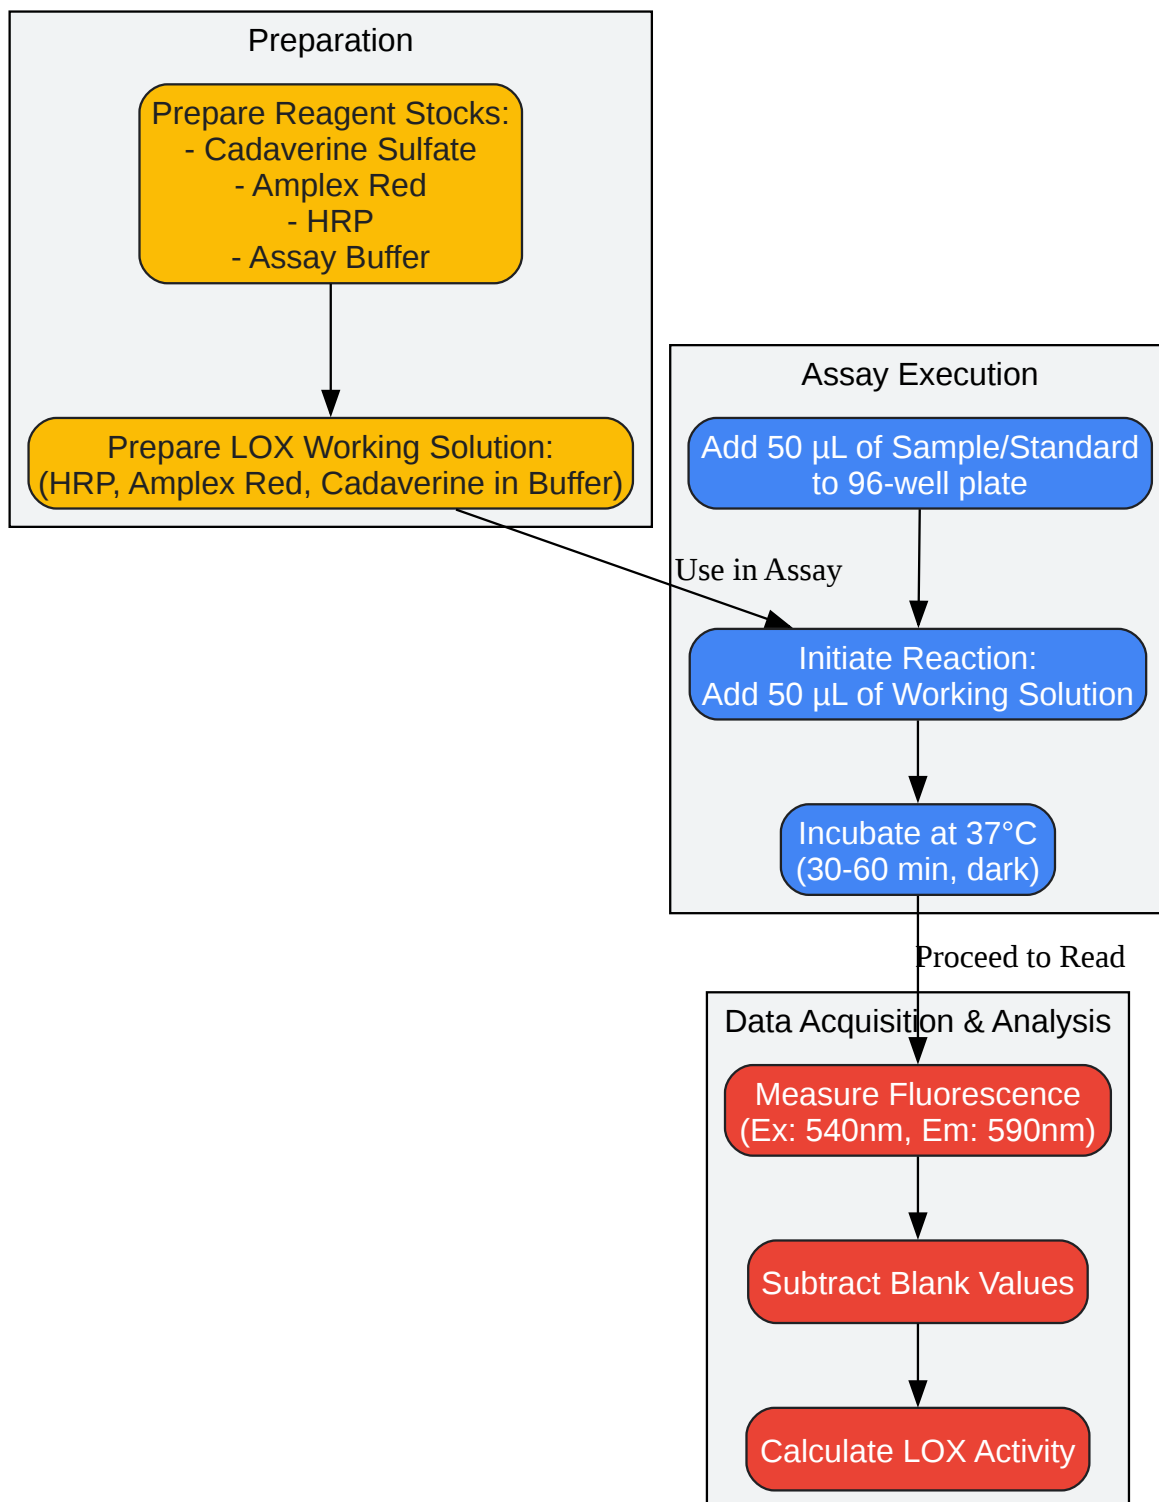 Preparation
Prepare Reagent Stocks:
- Cadaverine Sulfate
- Amplex Red
- HRP
- Assay Buffer
Prepare LOX Working Solution:
(HRP, Amplex Red, Cadaverine in Buffer)
Assay Execution
Add 50 µL of Sample/Standard
to 96-well plate
Use in Assay
Initiate Reaction:
Add 50 µL of Working Solution
Incubate at 37°C
(30-60 min, dark)
Proceed to Read
Data Acquisition & Analysis
Measure Fluorescence
(Ex: 540nm, Em: 590nm)
Subtract Blank Values
Calculate LOX Activity